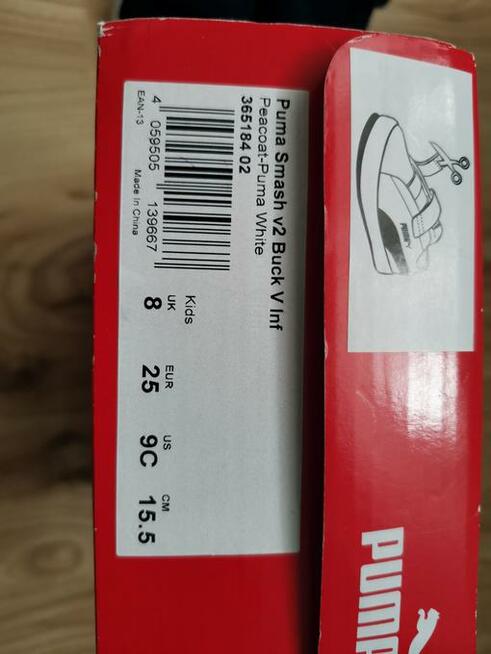 Puma Smash v2 Buck V Inf
Peacoat-Puma White
365184 02
4 059505 139667
EAN-13
Made in China
Kids
UK EUR US CM
8 25 9C 15.5
PUMA